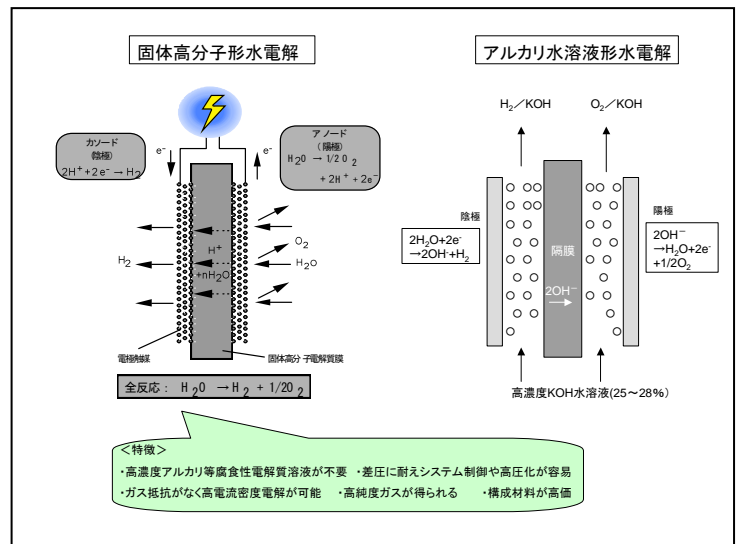 固体高分子形水電解
カソード
(陰極)
2H⁺+2e⁻→H₂
e⁻
e⁻
アノード
(陽極)
H₂O → 1/2O₂
+ 2H⁺ + 2e⁻
H₂
H⁺
+nH₂O
O₂
H₂O
電極触媒
固体高分子電解質膜
全反応： H₂O → H₂ + 1/2O₂
アルカリ水溶液形水電解
H₂／KOH
O₂／KOH
陰極
2H₂O+2e⁻
→2OH⁻+H₂
隔膜
2OH⁻
陽極
2OH⁻
→H₂O+2e⁻
+1/2O₂
高濃度KOH水溶液(25～28%)
＜特徴＞
・高濃度アルカリ等腐食性電解質溶液が不要 ・差圧に耐えシステム制御や高圧化が容易
・ガス抵抗がなく高電流密度電解が可能 ・高純度ガスが得られる ・構成材料が高価